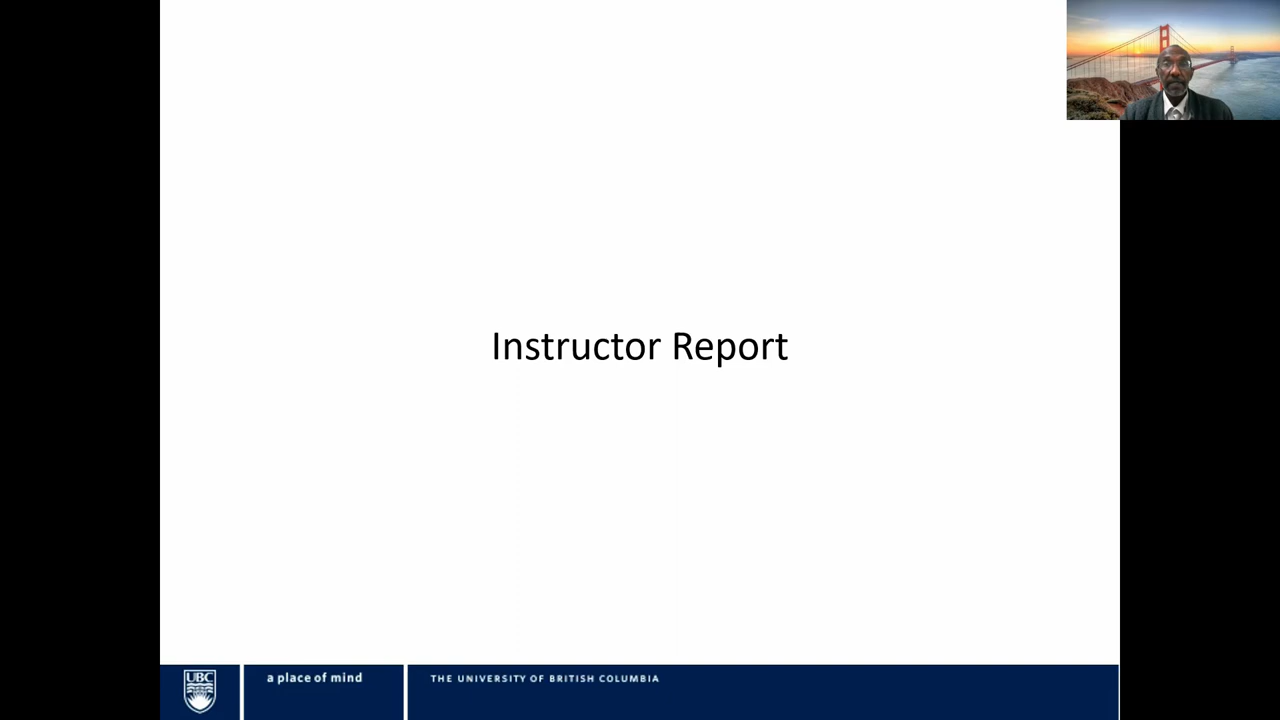 Instructor Report
UBC
a place of mind
THE UNIVERSITY OF BRITISH COLUMBIA